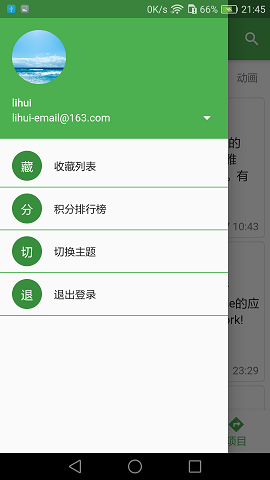 0K/s 66% 21:45
lihui
lihui-email@163.com
动画
藏 收藏列表
的
雅
，有
10:43
分 积分排行榜
切 切换主题
退 退出登录
e的应
ork!
23:29
项目